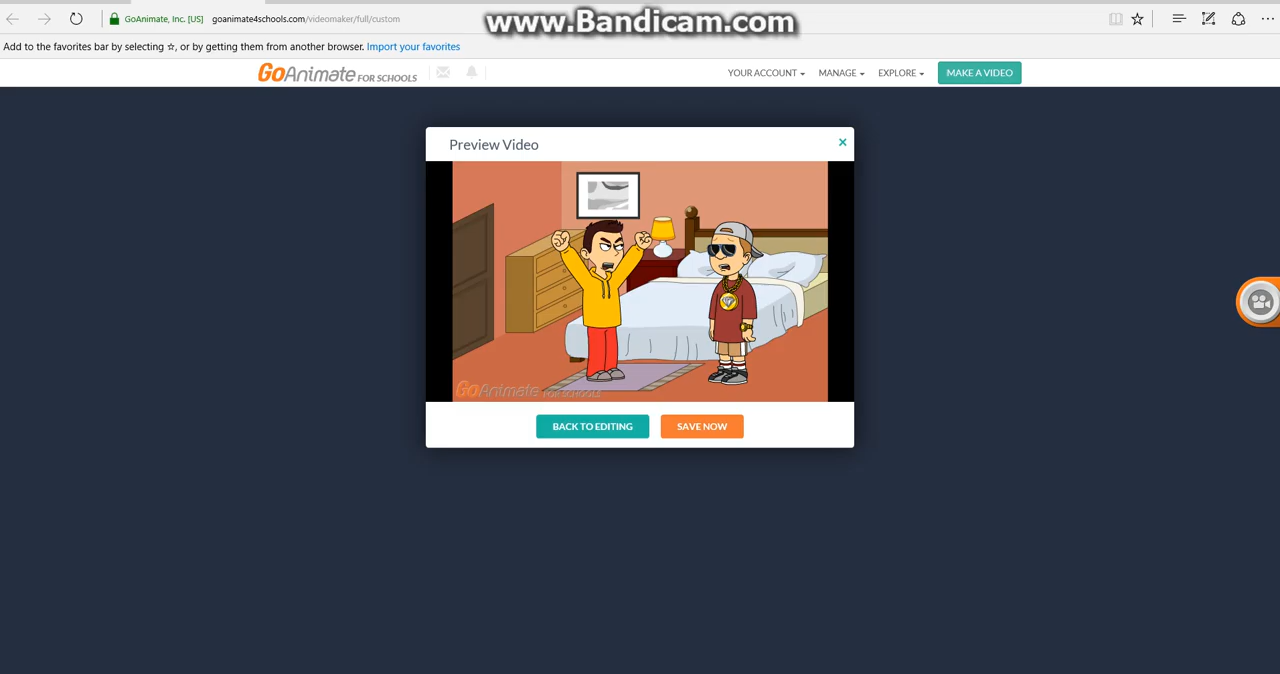 GoAnimate, Inc. [US] goanimate4schools.com/videomaker/full/custom
www.Bandicam.com
Add to the favorites bar by selecting ☆, or by getting them from another browser. Import your favorites
GoAnimate FOR SCHOOLS
YOUR ACCOUNT MANAGE EXPLORE MAKE A VIDEO
Preview Video
GoAnimate FOR SCHOOLS
BACK TO EDITING SAVE NOW